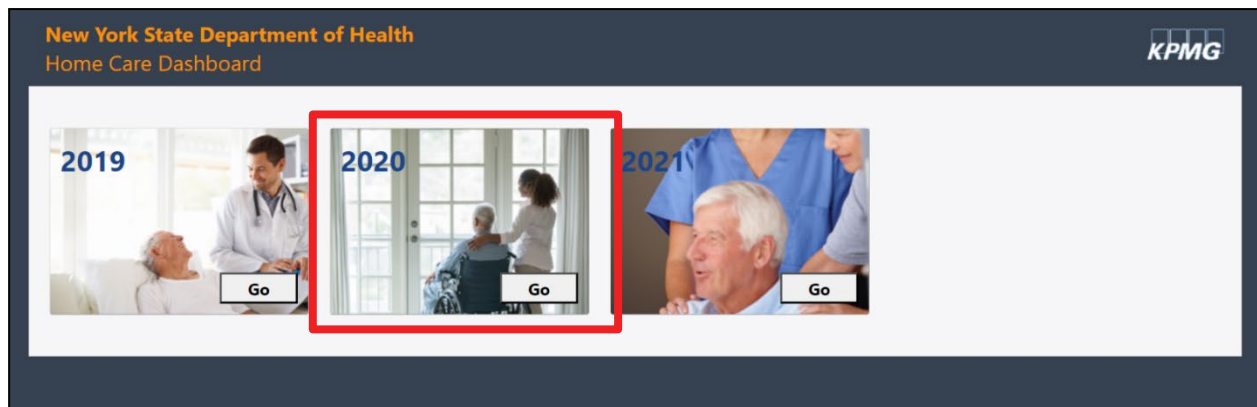 New York State Department of Health
Home Care Dashboard
KPMG
2019
2020
2021
Go
Go
Go